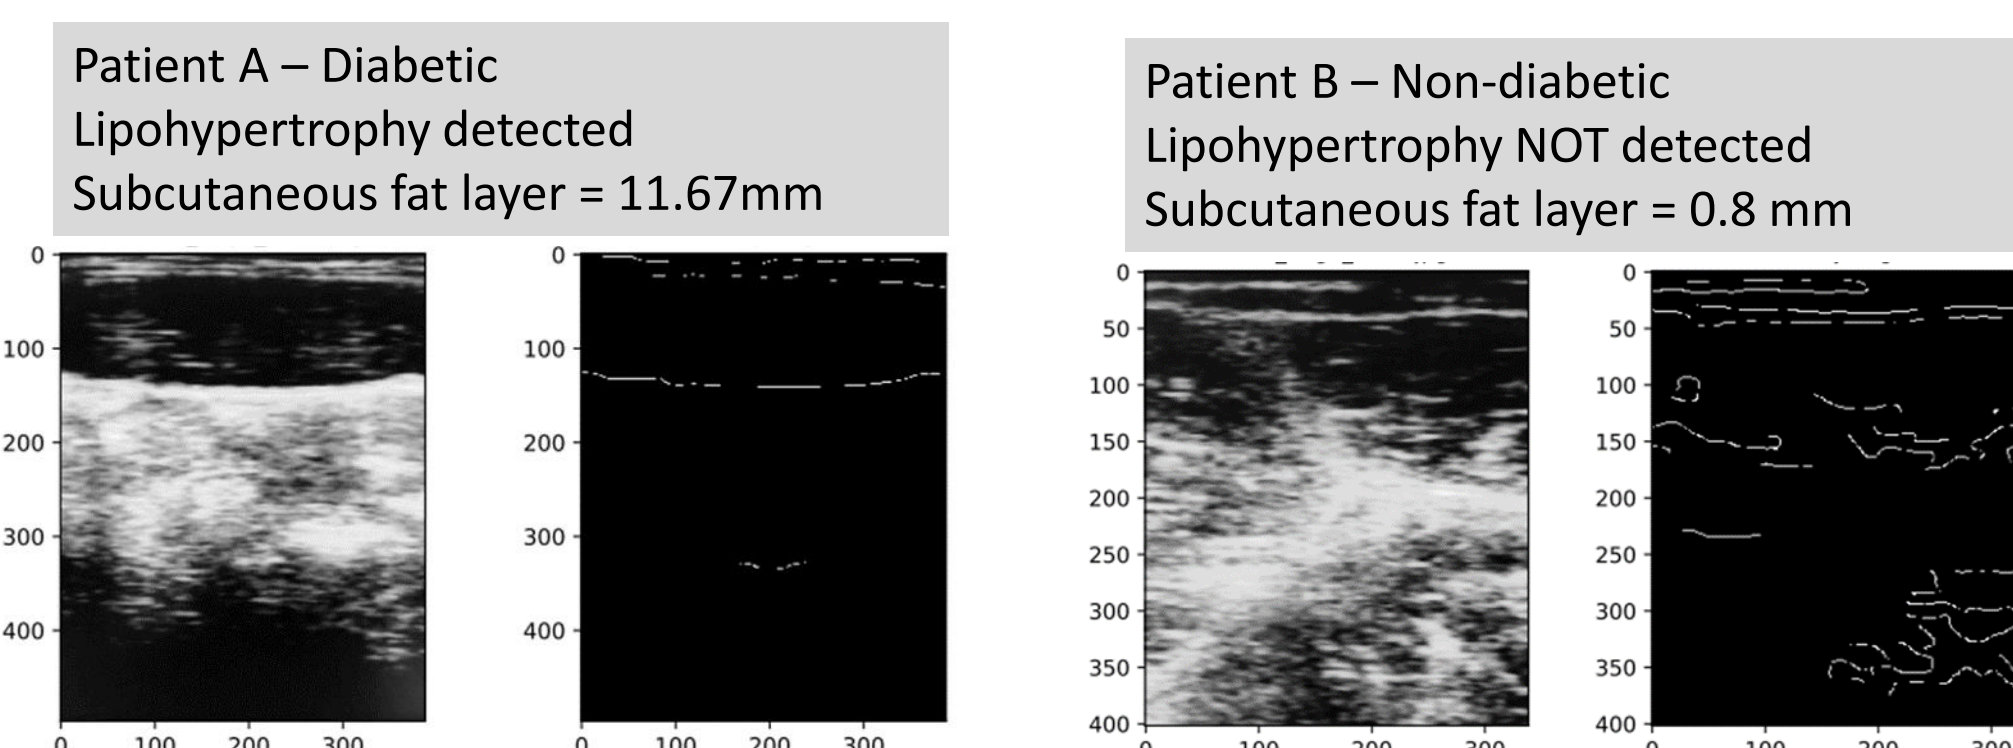 Patient A – Diabetic
Lipohypertrophy detected
Subcutaneous fat layer = 11.67mm
Patient B – Non-diabetic
Lipohypertrophy NOT detected
Subcutaneous fat layer = 0.8 mm
0
100
200
300
400
0 100 200 300
0
100
200
300
400
0 100 200 300
0
50
100
150
200
250
300
350
400
0 100 200 300
0
50
100
150
200
250
300
350
400
0 100 200 300